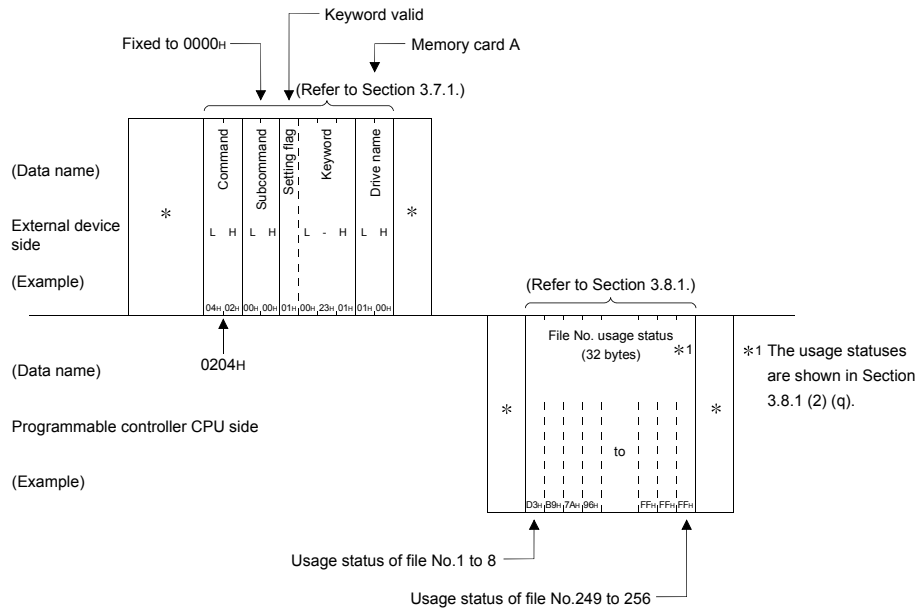 Keyword valid
Fixed to 0000H
Memory card A
(Refer to Section 3.7.1.)
(Data name)
Command
Subcommand
Setting flag
Keyword
Drive name
*
*
External device
side
L H L H L - H L H
(Example)
04H 02H 00H 00H 01H 00H 23H 01H 01H 00H
(Refer to Section 3.8.1.)
0204H
(Data name)
File No. usage status
(32 bytes) *1
*1 The usage statuses
are shown in Section
3.8.1 (2) (q).
*
*
Programmable controller CPU side
to
(Example)
D3H B9H 7AH 96H FFH FFH FFH
Usage status of file No.1 to 8
Usage status of file No.249 to 256